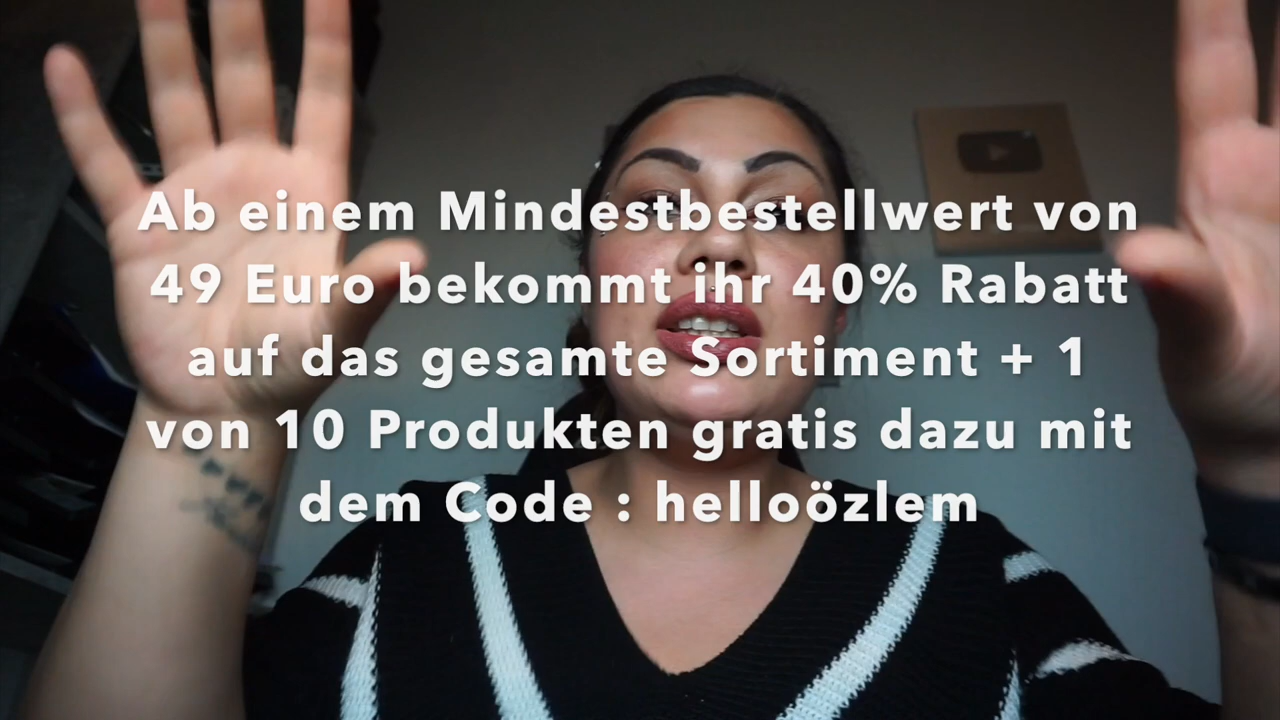 Ab einem Mindestbestellwert von
49 Euro bekommt ihr 40% Rabatt
auf das gesamte Sortiment + 1
von 10 Produkten gratis dazu mit
dem Code : helloözlem